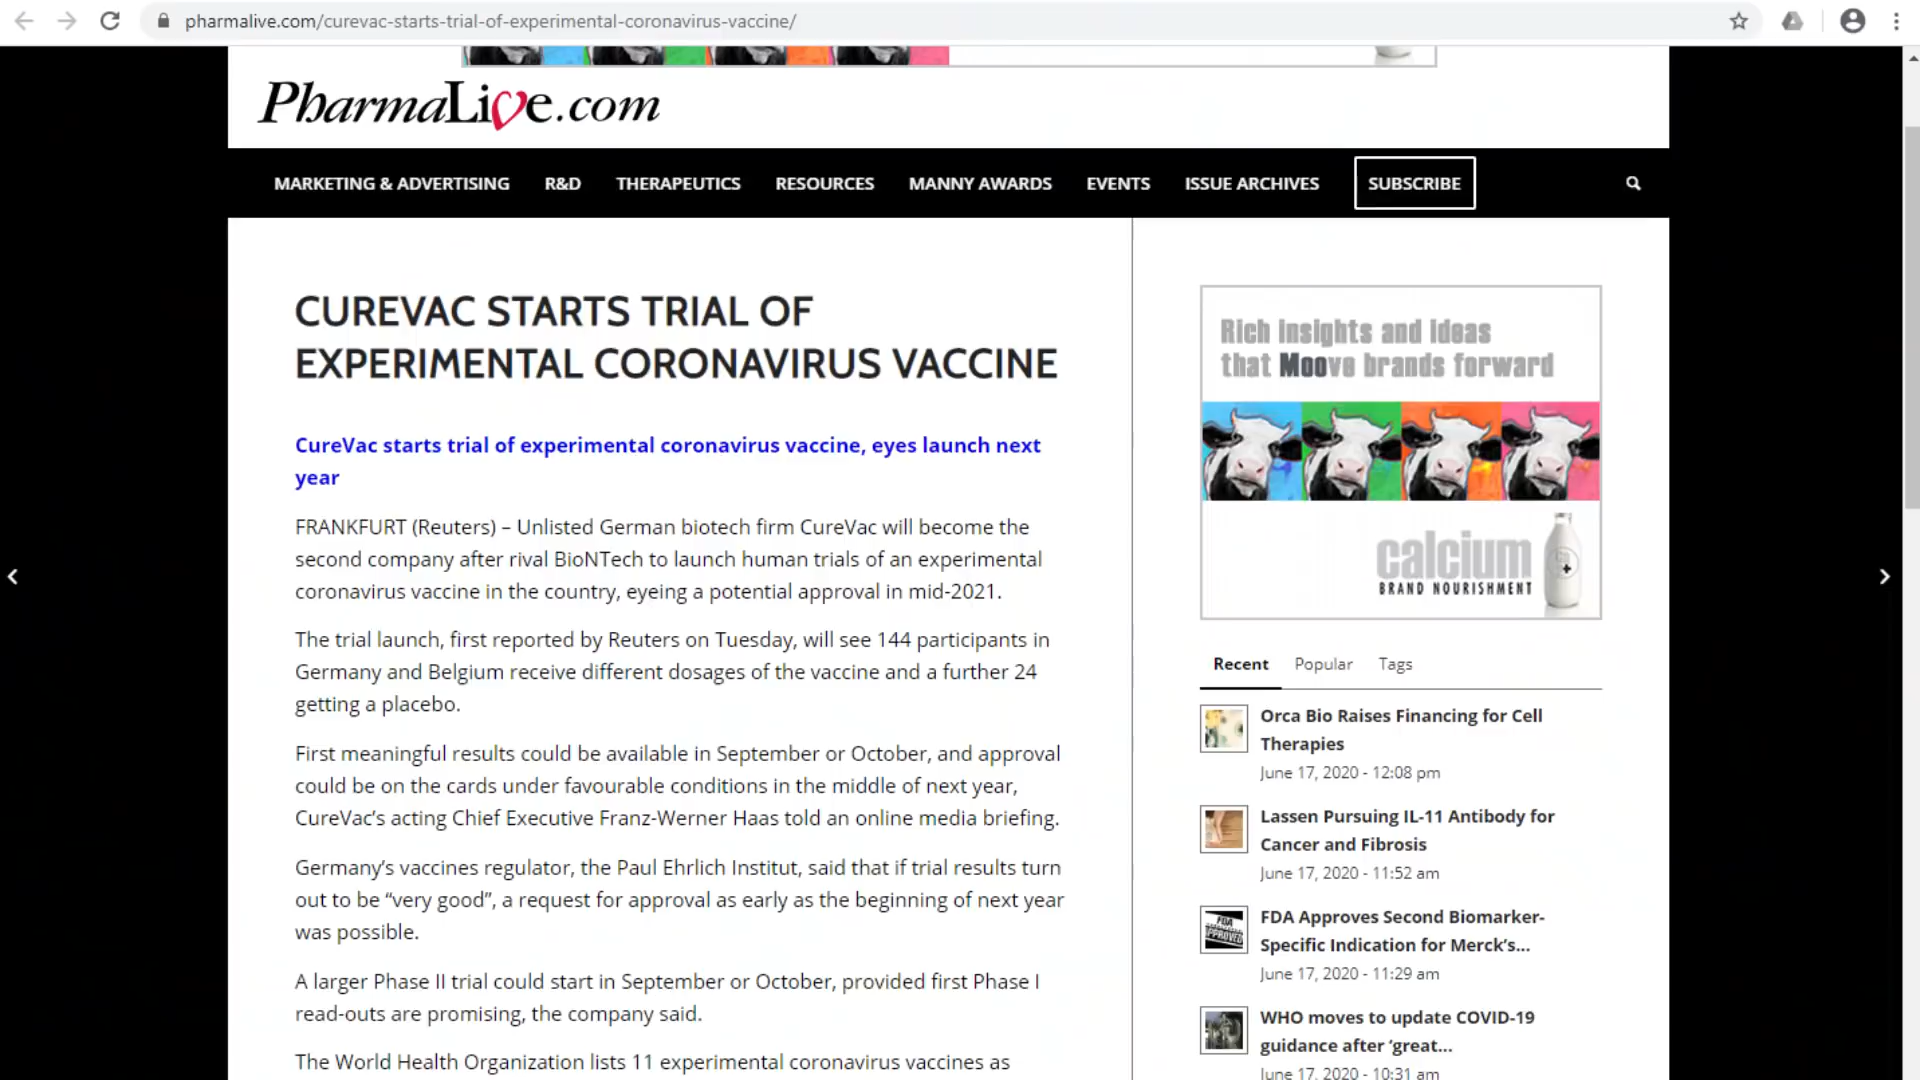 pharmalive.com/curevac-starts-trial-of-experimental-coronavirus-vaccine/
PharmaLive.com
MARKETING & ADVERTISING R&D THERAPEUTICS RESOURCES MANNY AWARDS EVENTS ISSUE ARCHIVES SUBSCRIBE
CUREVAC STARTS TRIAL OF
EXPERIMENTAL CORONAVIRUS VACCINE
CureVac starts trial of experimental coronavirus vaccine, eyes launch next
year
FRANKFURT (Reuters) – Unlisted German biotech firm CureVac will become the
second company after rival BioNTech to launch human trials of an experimental
coronavirus vaccine in the country, eyeing a potential approval in mid-2021.
The trial launch, first reported by Reuters on Tuesday, will see 144 participants in
Germany and Belgium receive different dosages of the vaccine and a further 24
getting a placebo.
First meaningful results could be available in September or October, and approval
could be on the cards under favourable conditions in the middle of next year,
CureVac’s acting Chief Executive Franz-Werner Haas told an online media briefing.
Germany’s vaccines regulator, the Paul Ehrlich Institut, said that if trial results turn
out to be “very good”, a request for approval as early as the beginning of next year
was possible.
A larger Phase II trial could start in September or October, provided first Phase I
read-outs are promising, the company said.
The World Health Organization lists 11 experimental coronavirus vaccines as
Rich insights and ideas
that Moove brands forward
calcium
BRAND NOURISHMENT
Recent Popular Tags
Orca Bio Raises Financing for Cell
Therapies
June 17, 2020 - 12:08 pm
Lassen Pursuing IL-11 Antibody for
Cancer and Fibrosis
June 17, 2020 - 11:52 am
FDA APPROVED
FDA Approves Second Biomarker-
Specific Indication for Merck’s...
June 17, 2020 - 11:29 am
WHO moves to update COVID-19
guidance after ‘great...
June 17, 2020 - 10:31 am